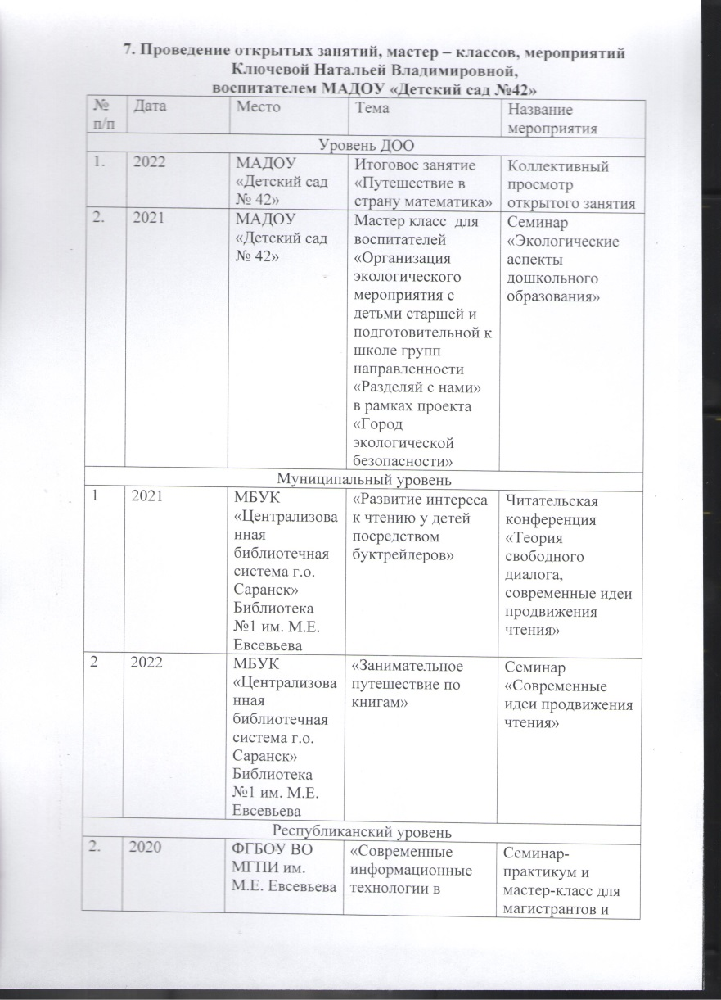 7. Проведение открытых занятий, мастер – классов, мероприятий
Ключевой Натальей Владимировной,
воспитателем МАДОУ «Детский сад №42»
№ п/п Дата Место Тема Название мероприятия
Уровень ДОО
1. 2022
МАДОУ
«Детский сад
№ 42»
Итоговое занятие
«Путешествие в
страну математика»
Коллективный
просмотр
открытого занятия
2. 2021
МАДОУ
«Детский сад
№ 42»
Мастер класс для
воспитателей
«Организация
экологического
мероприятия с
детьми старшей и
подготовительной к
школе групп
направленности
«Разделяй с нами»
в рамках проекта
«Город
экологической
безопасности»
Семинар
«Экологические
аспекты
дошкольного
образования»
Муниципальный уровень
1 2021
МБУК
«Централизова
нная
библиотечная
система г.о.
Саранск»
Библиотека
№1 им. М.Е.
Евсевьева
«Развитие интереса
к чтению у детей
посредством
буктрейлеров»
Читательская
конференция
«Теория
свободного
диалога,
современные идеи
продвижения
чтения»
2 2022
МБУК
«Централизова
нная
библиотечная
система г.о.
Саранск»
Библиотека
№1 им. М.Е.
Евсевьева
«Занимательное
путешествие по
книгам»
Семинар
«Современные
идеи продвижения
чтения»
Республиканский уровень
2. 2020
ФГБОУ ВО
МГПИ им.
М.Е. Евсевьева
«Современные
информационные
технологии в
Семинар-
практикум и
мастер-класс для
магистрантов и